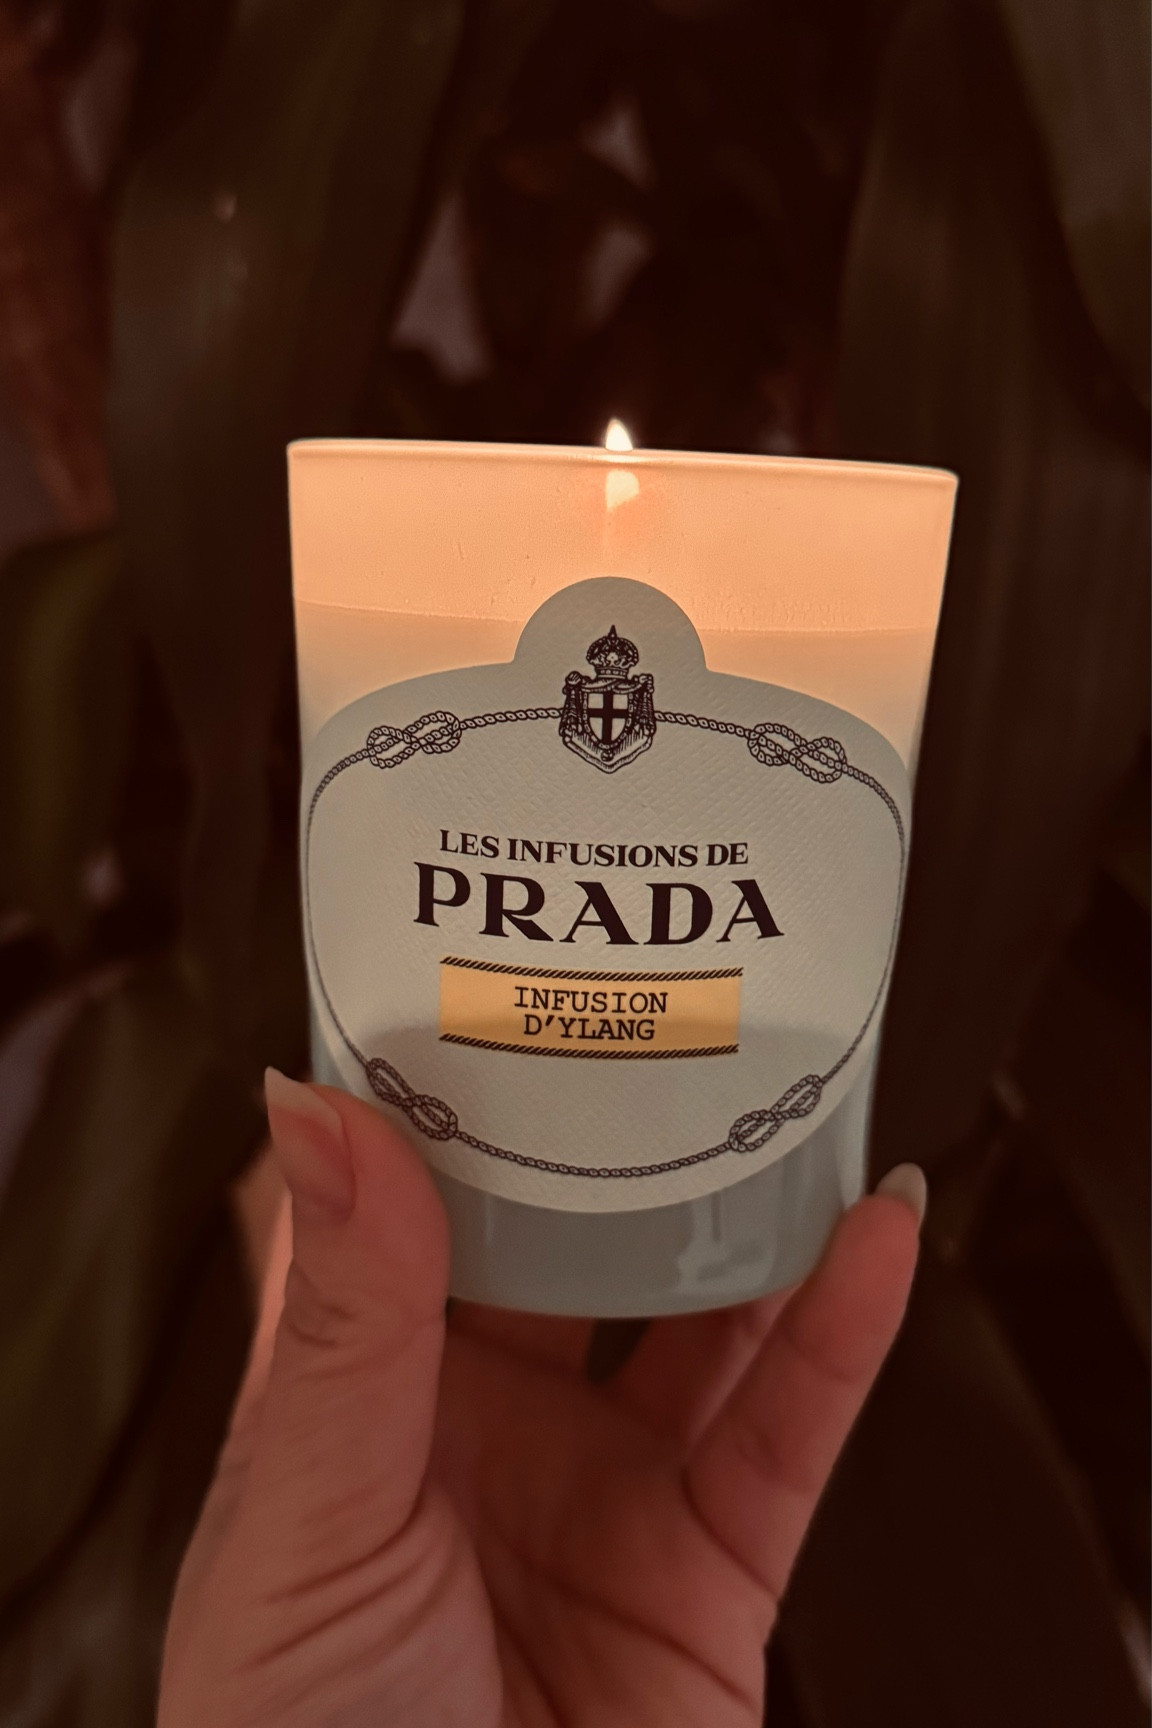 LES INFUSIONS DE
PRADA
INFUSION
D'YLANG